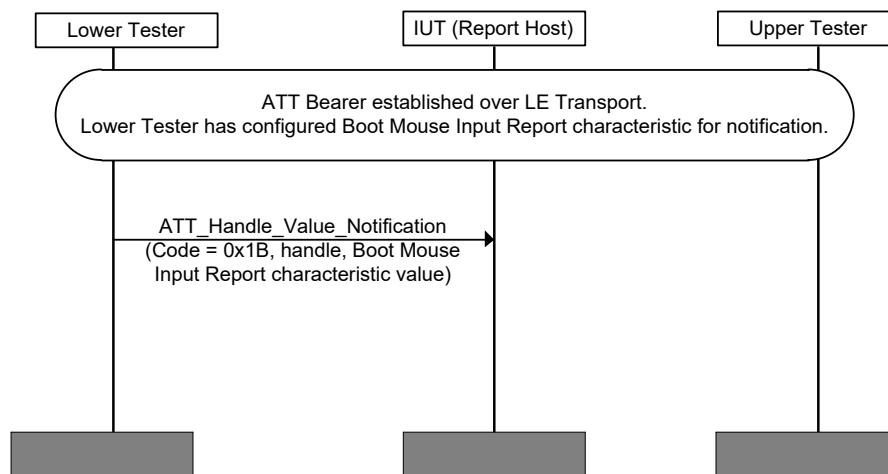 Lower Tester
IUT (Report Host)
Upper Tester
ATT Bearer established over LE Transport.
Lower Tester has configured Boot Mouse Input Report characteristic for notification.
ATT_Handle_Value_Notification
(Code = 0x1B, handle, Boot Mouse
Input Report characteristic value)